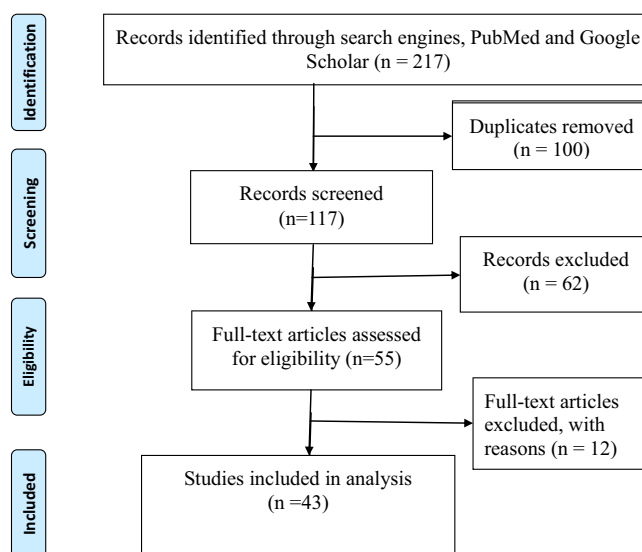 Identification
Records identified through search engines, PubMed and Google
Scholar (n = 217)
Duplicates removed
(n = 100)
Screening
Records screened
(n=117)
Records excluded
(n = 62)
Eligibility
Full-text articles assessed
for eligibility (n=55)
Full-text articles
excluded, with
reasons (n = 12)
Included
Studies included in analysis
(n =43)